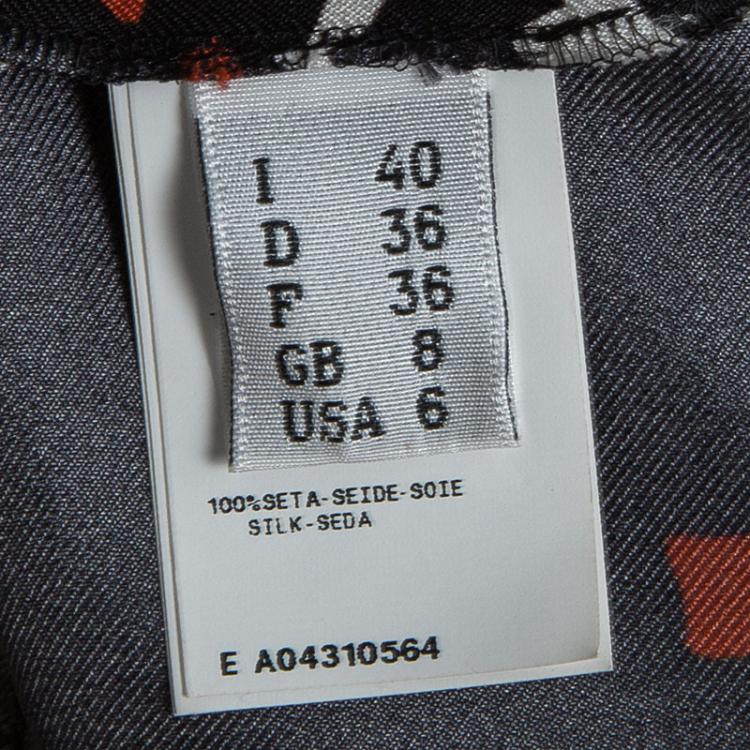 I 40
D 36
F 36
GB 8
USA 6
100%SETA-SEIDE-SOIE
SILK-SEDA
E A04310564